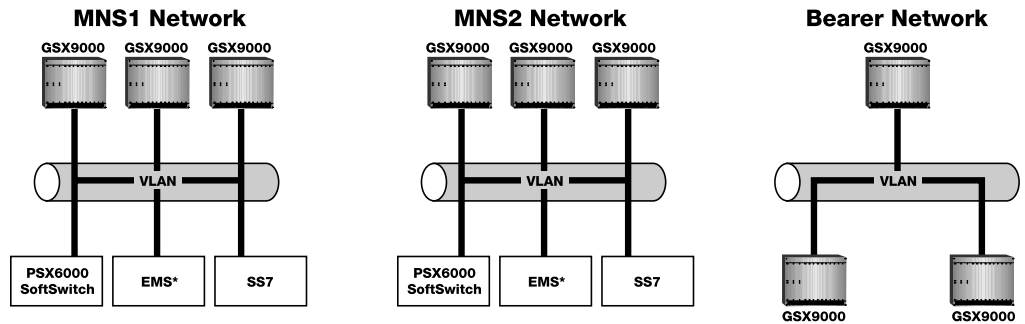 MNS1 Network
MNS2 Network
Bearer Network
GSX9000 GSX9000 GSX9000
GSX9000 GSX9000 GSX9000
GSX9000
VLAN
VLAN
VLAN
PSX6000
SoftSwitch
EMS*
SS7
PSX6000
SoftSwitch
EMS*
SS7
GSX9000
GSX9000